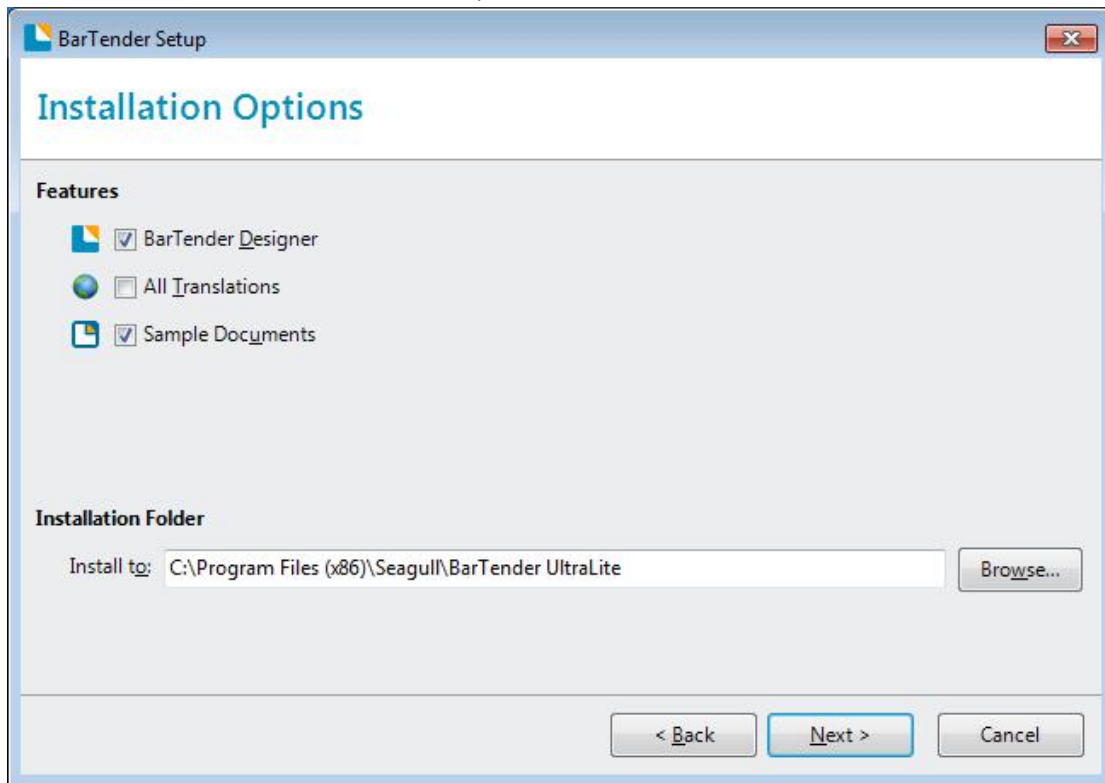 BarTender Setup
Installation Options
Features
BarTender Designer
All Translations
Sample Documents
Installation Folder
Install to: C:\Program Files (x86)\Seagull\BarTender UltraLite Browse...
< Back Next > Cancel